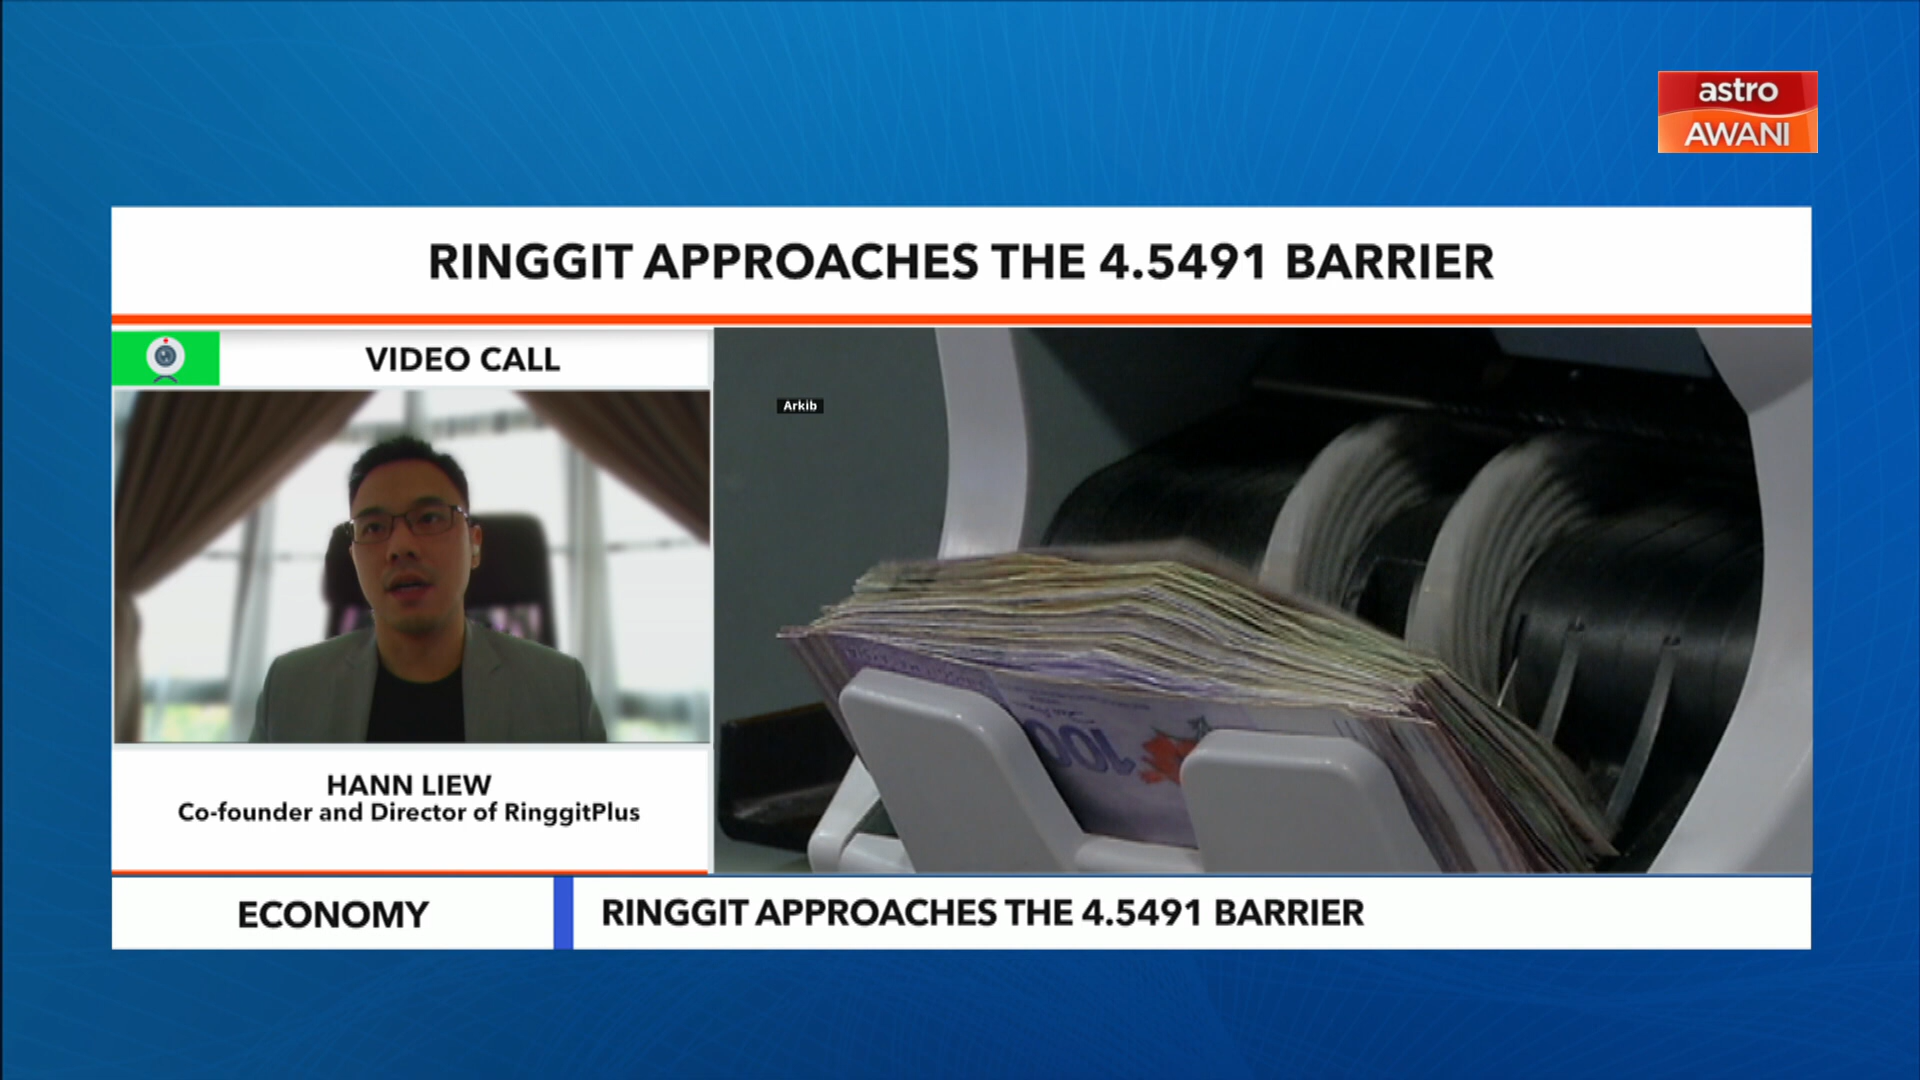 astro
AWANI
RINGGIT APPROACHES THE 4.5491 BARRIER
VIDEO CALL
Arkib
100
HANN LIEW
Co-founder and Director of RinggitPlus
ECONOMY
RINGGIT APPROACHES THE 4.5491 BARRIER